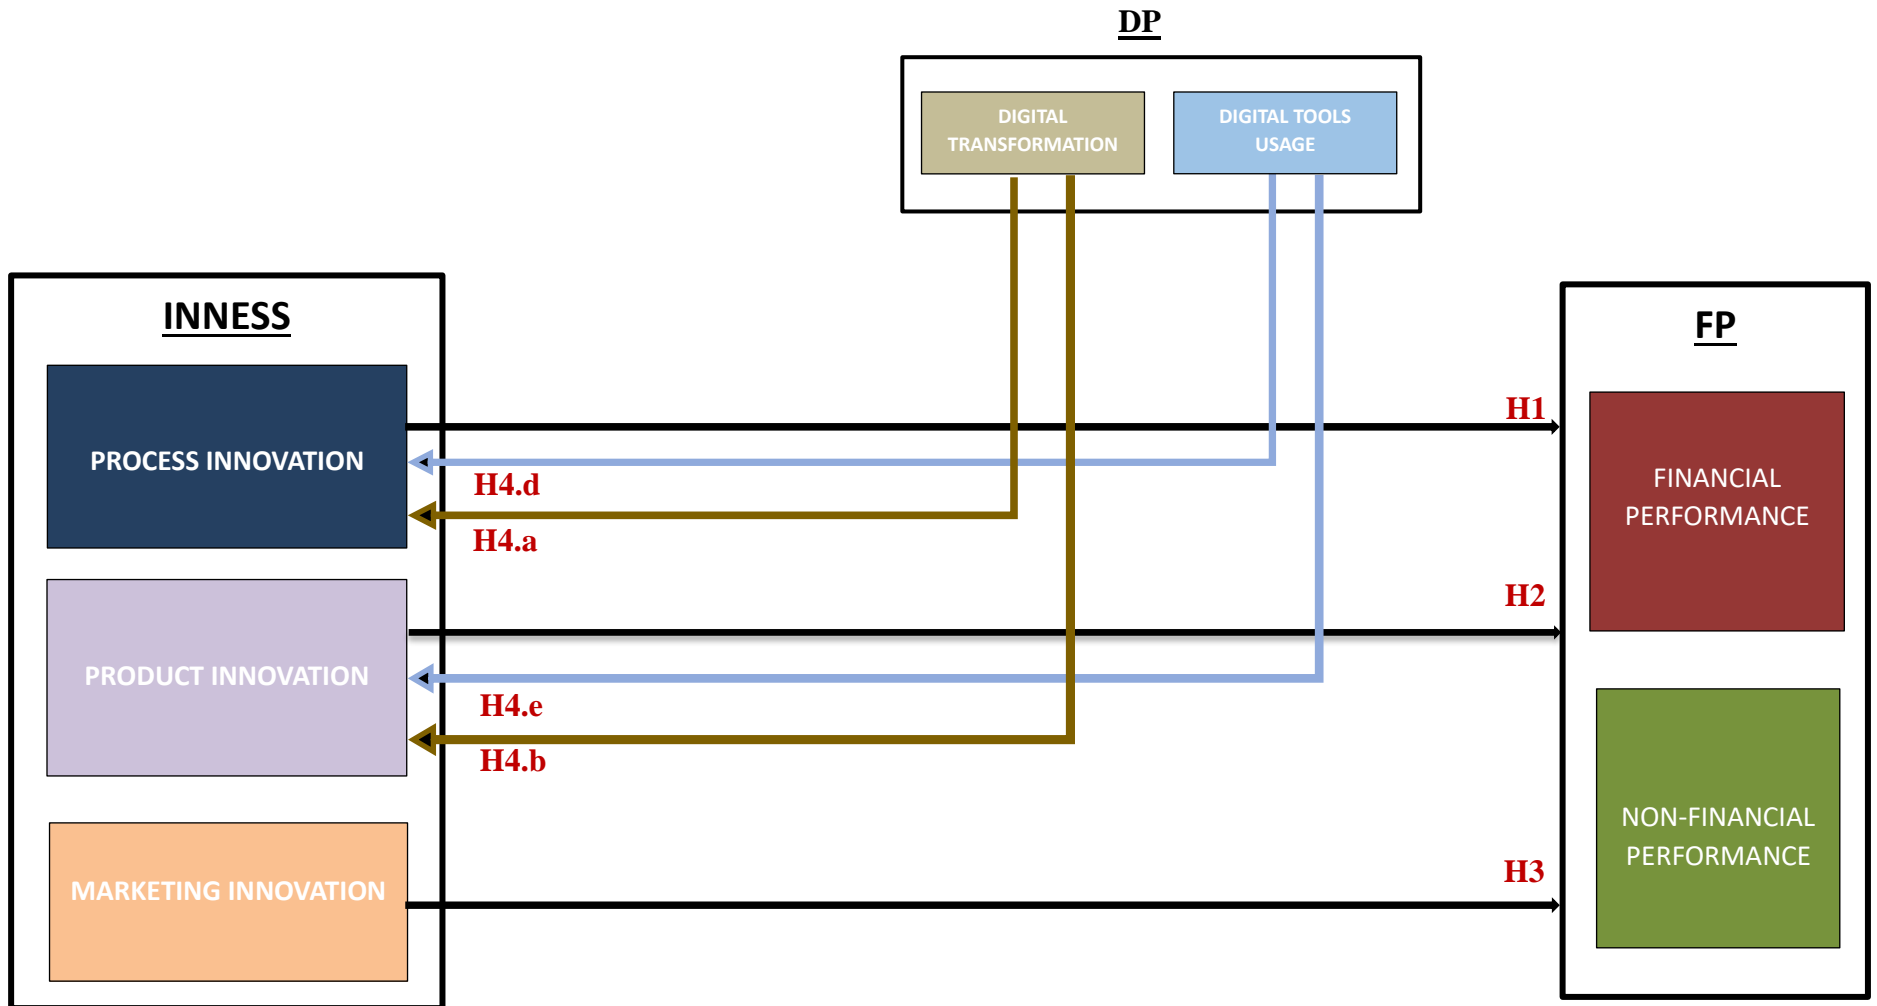 DP
DIGITAL
TRANSFORMATION
DIGITAL TOOLS
USAGE
INNESS
PROCESS INNOVATION
PRODUCT INNOVATION
MARKETING INNOVATION
H1
H4.d
H4.a
H2
H4.e
H4.b
H3
FP
FINANCIAL
PERFORMANCE
NON-FINANCIAL
PERFORMANCE